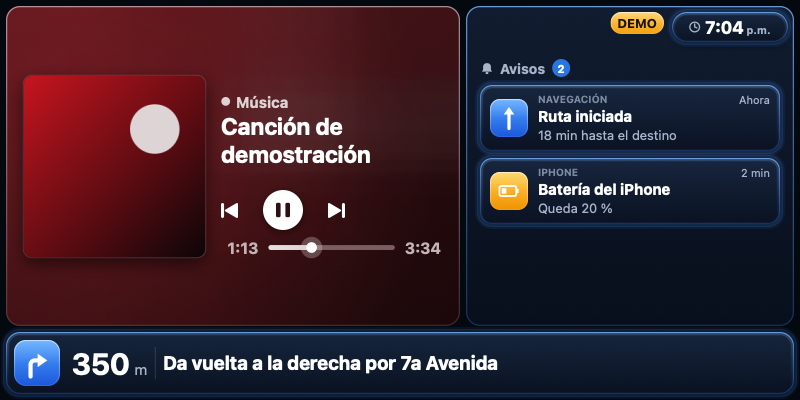 Música
Canción de
demostración
1:13
3:34
DEMO
7:04 p.m.
Avisos 2
NAVEGACIÓN
Ahora
Ruta iniciada
18 min hasta el destino
IPHONE
2 min
Batería del iPhone
Queda 20 %
350 m
Da vuelta a la derecha por 7a Avenida